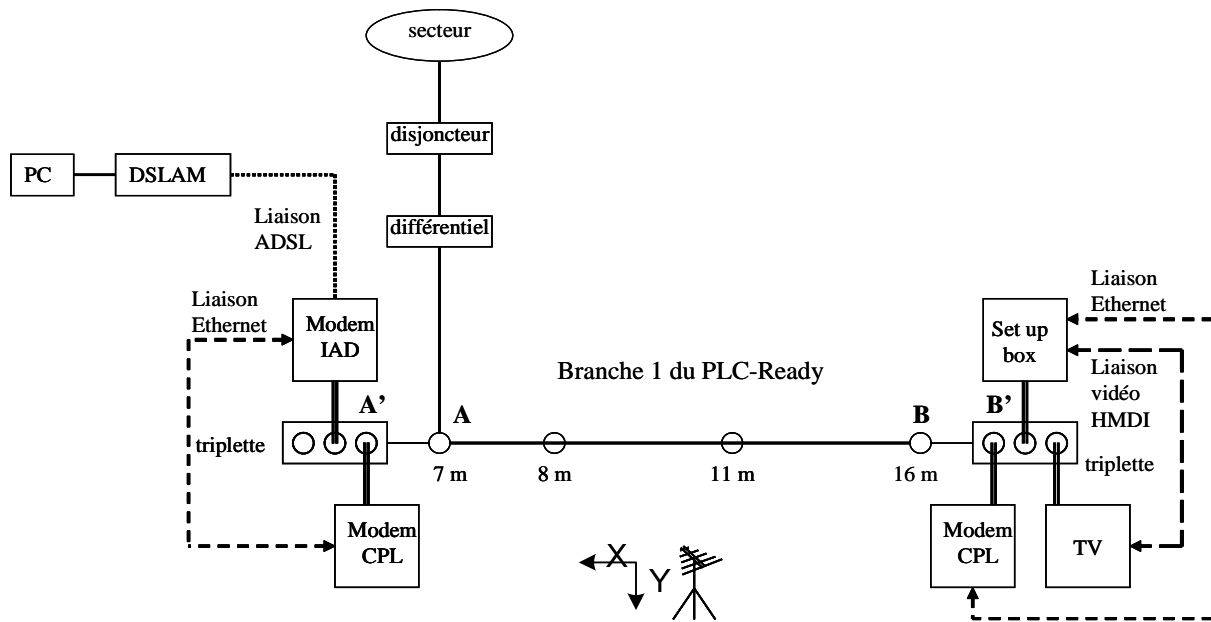 secteur
disjoncteur
PC
DSLAM
différentiel
Liaison
ADSL
Liaison
Ethernet
Modem
IAD
Liaison
Ethernet
Set up
box
Branche 1 du PLC-Ready
Liaison
vidéo
HMDI
A'
A
B
B'
triplette
triplette
7 m
8 m
11 m
16 m
Modem
CPL
Modem
CPL
TV
X
Y